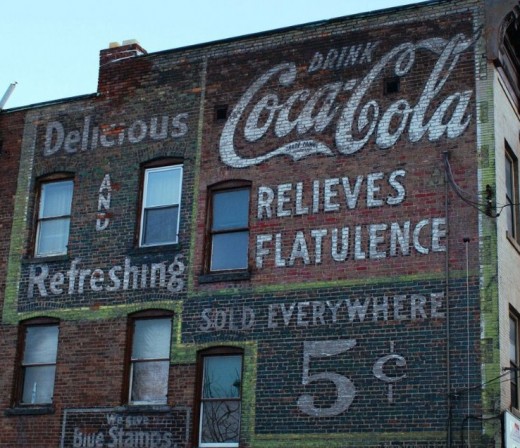 Delicious
AND
Refreshing
DRINK
Coca-Cola
RELIEVES
FLATULENCE
SOLD EVERYWHERE
5¢
We Give
Blue Stamps